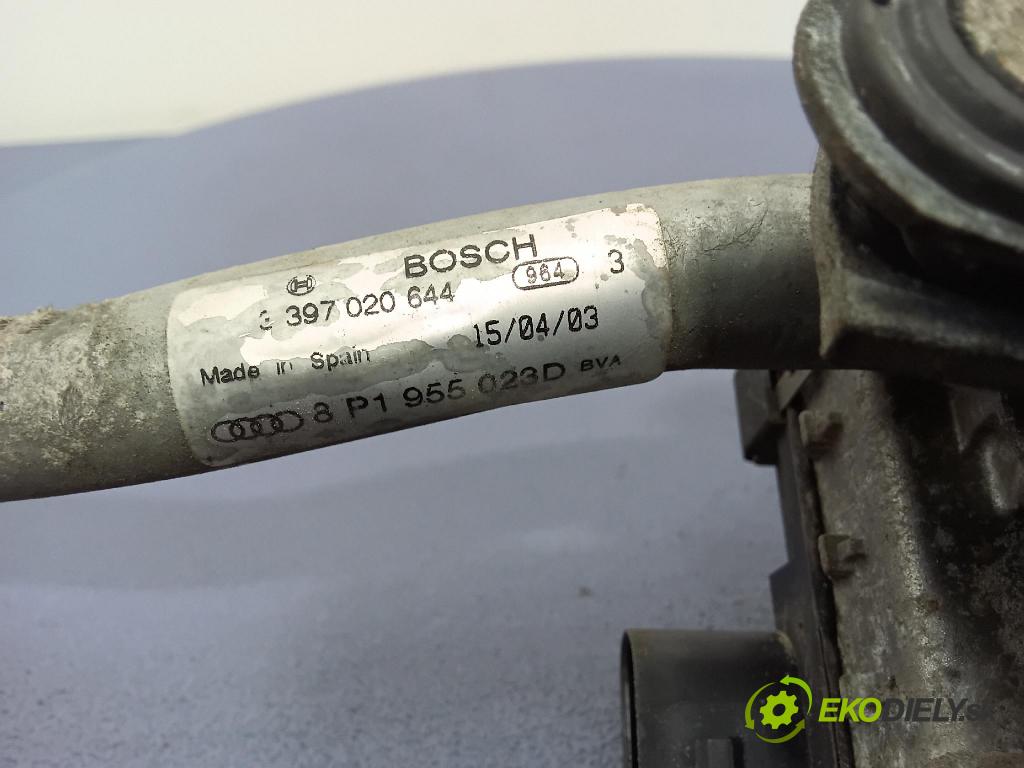 BOSCH
3 397 020 644 964 3
Made in Spain 15/04/03
8 P1 955 023D BVA
EKODIELY.s